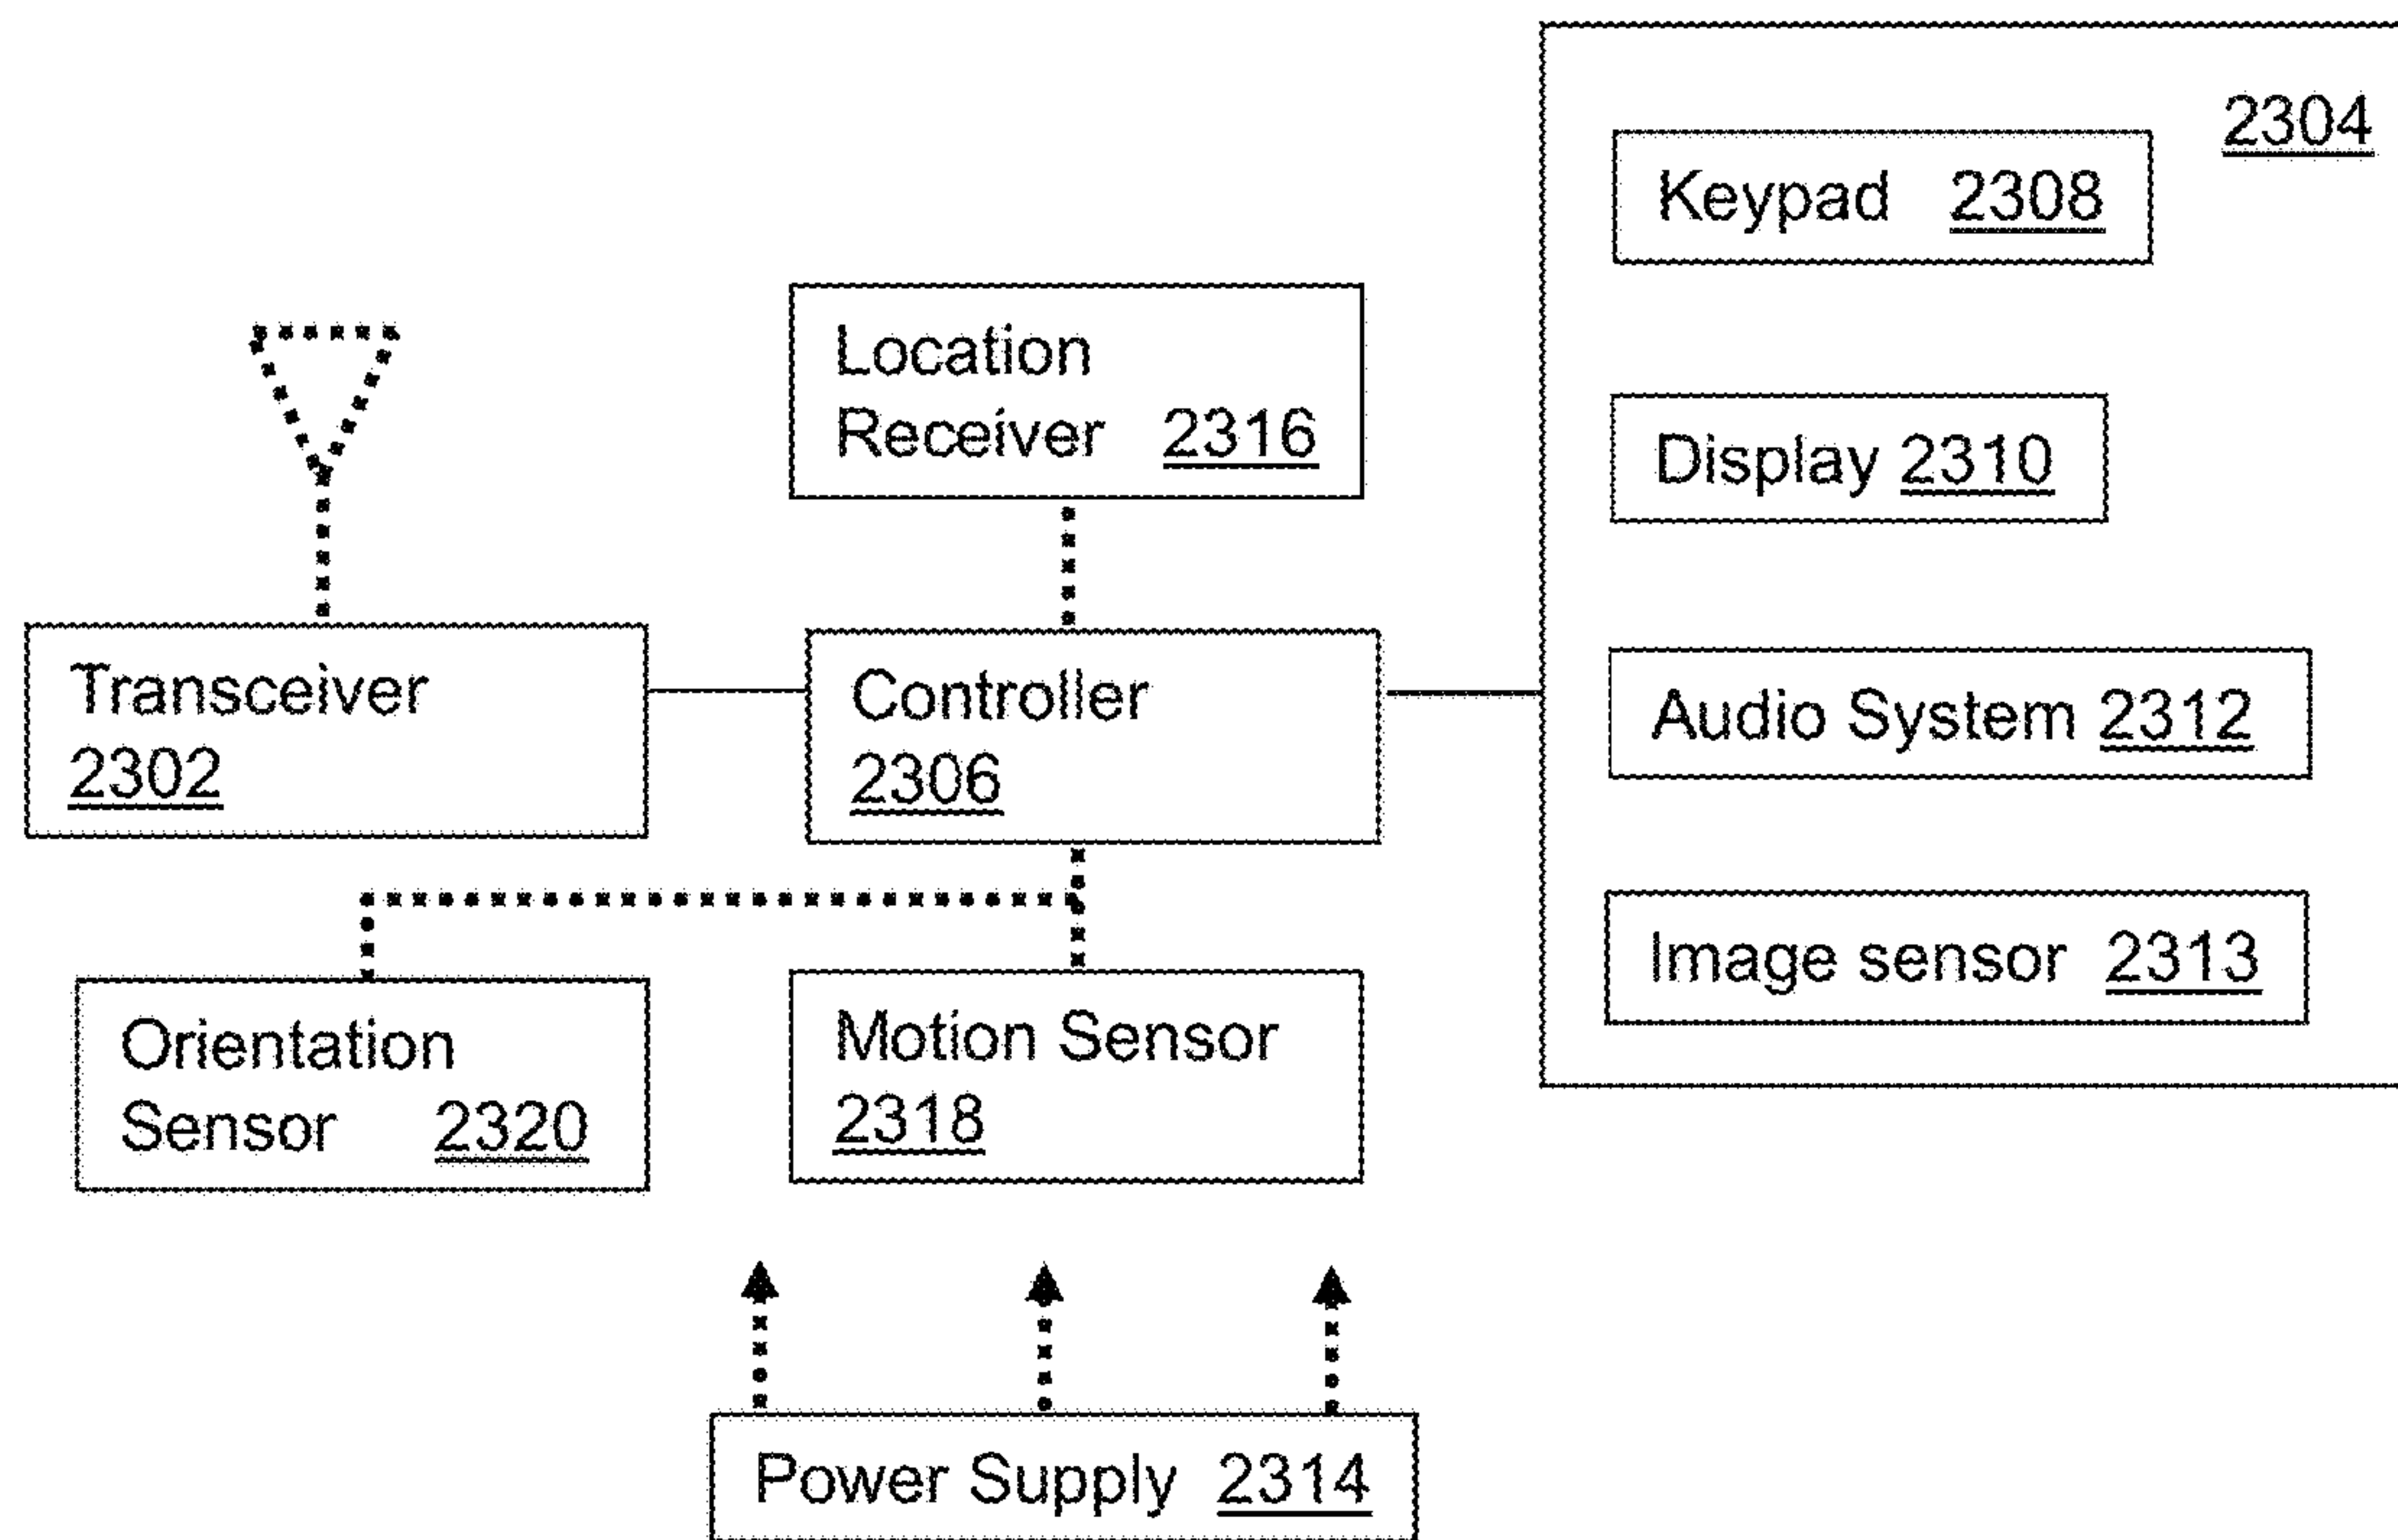 2304
Keypad 2308
Location
Receiver 2316
Display 2310
Transceiver
2302
Controller
2306
Audio System 2312
Image sensor 2313
Orientation
Sensor 2320
Motion Sensor
2318
Power Supply 2314